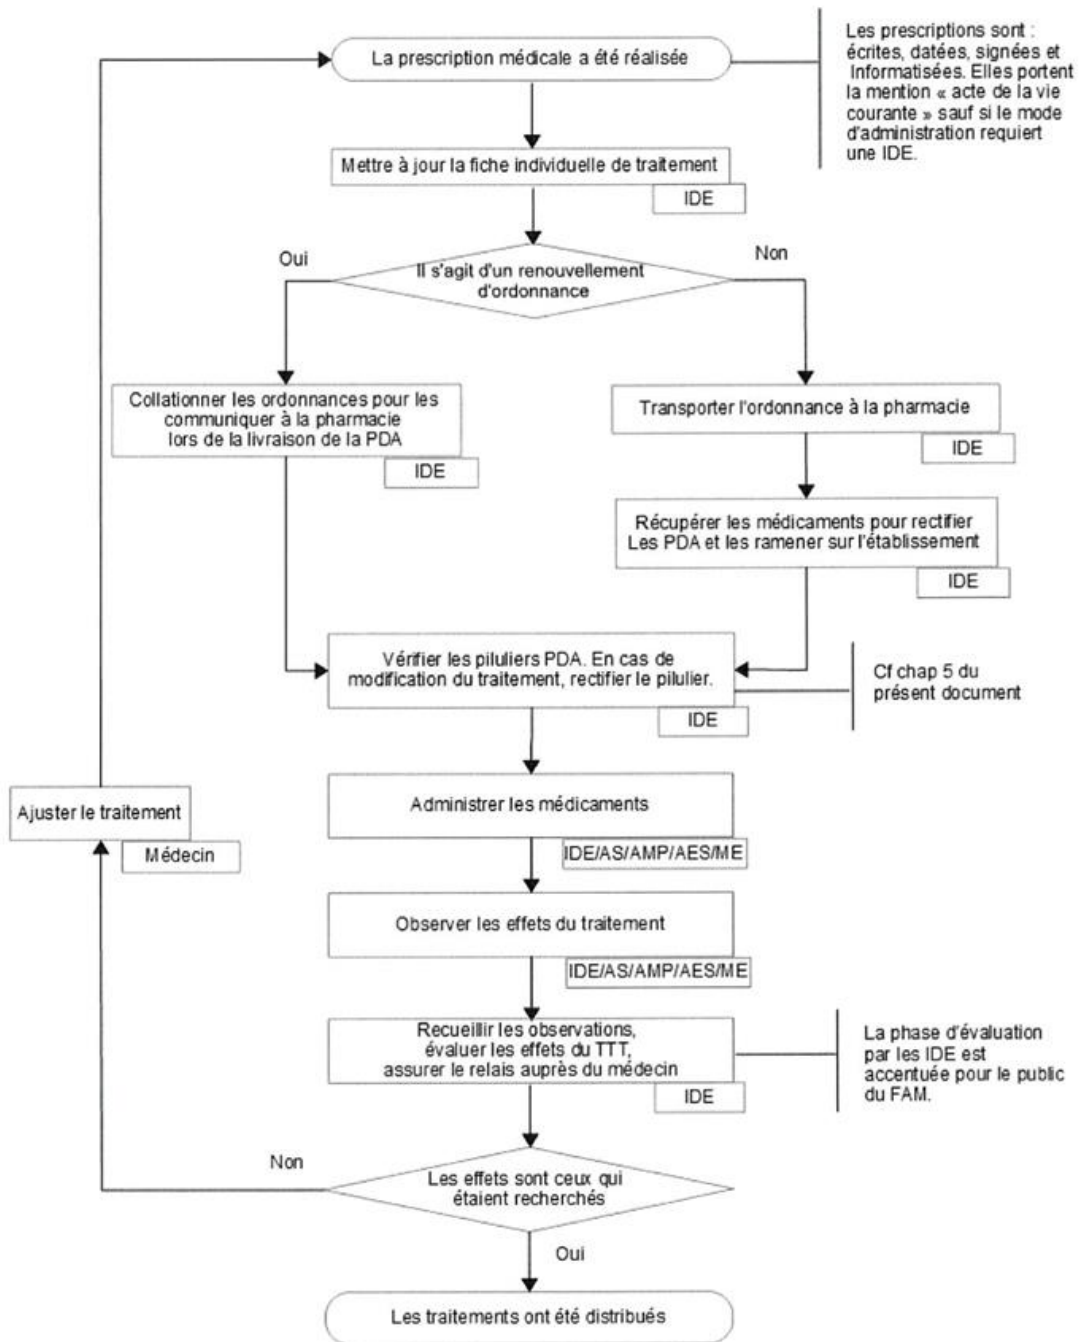 La prescription médicale a été réalisée
Les prescriptions sont :
écrites, datées, signées et
Informatisées. Elles portent
la mention « acte de la vie
courante » sauf si le mode
d'administration requiert
une IDE.
Mettre à jour la fiche individuelle de traitement
IDE
Oui
Il s'agit d'un renouvellement
d'ordonnance
Non
Collationner les ordonnances pour les
communiquer à la pharmacie
lors de la livraison de la PDA
IDE
Transporter l'ordonnance à la pharmacie
IDE
Récupérer les médicaments pour rectifier
Les PDA et les ramener sur l'établissement
IDE
Vérifier les piluliers PDA. En cas de
modification du traitement, rectifier le pilulier.
IDE
Cf chap 5 du
présent document
Ajuster le traitement
Médecin
Administrer les médicaments
IDE/AS/AMP/AES/ME
Observer les effets du traitement
IDE/AS/AMP/AES/ME
Recueillir les observations,
évaluer les effets du TTT,
assurer le relais auprès du médecin
IDE
La phase d'évaluation
par les IDE est
accentuée pour le public
du FAM.
Non
Les effets sont ceux qui
étaient recherchés
Oui
Les traitements ont été distribués